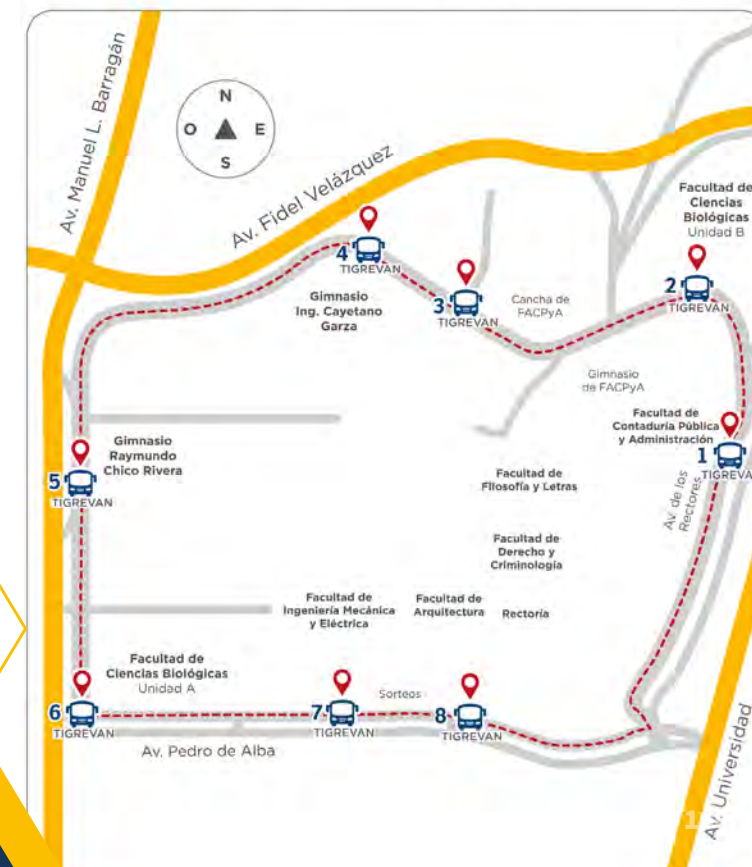 Av. Manuel L. Barragán
N
O E
S
Av. Fidel Velázquez
Facultad de
Ciencias
Biológicas
Unidad B
4
TIGREVAN
Gimnasio
Ing. Cayetano
Garza
3
TIGREVAN
Cancha de
FACPyA
2
TIGREVAN
Gimnasio
de FACPyA
Facultad de
Contaduría Pública
y Administración
1
TIGREVA
Av. de los
Rectores
Gimnasio
Raymundo
Chico Rivera
5
TIGREVAN
Facultad de
Filosofía y Letras
Facultad de
Derecho y
Criminología
Facultad de
Ingeniería Mecánica
y Eléctrica
Facultad de
Arquitectura
Rectoría
Facultad de
Ciencias Biológicas
Unidad A
6
TIGREVAN
7
TIGREVAN
Sorteos
8
TIGREVAN
Av. Pedro de Alba
Av. Universidad